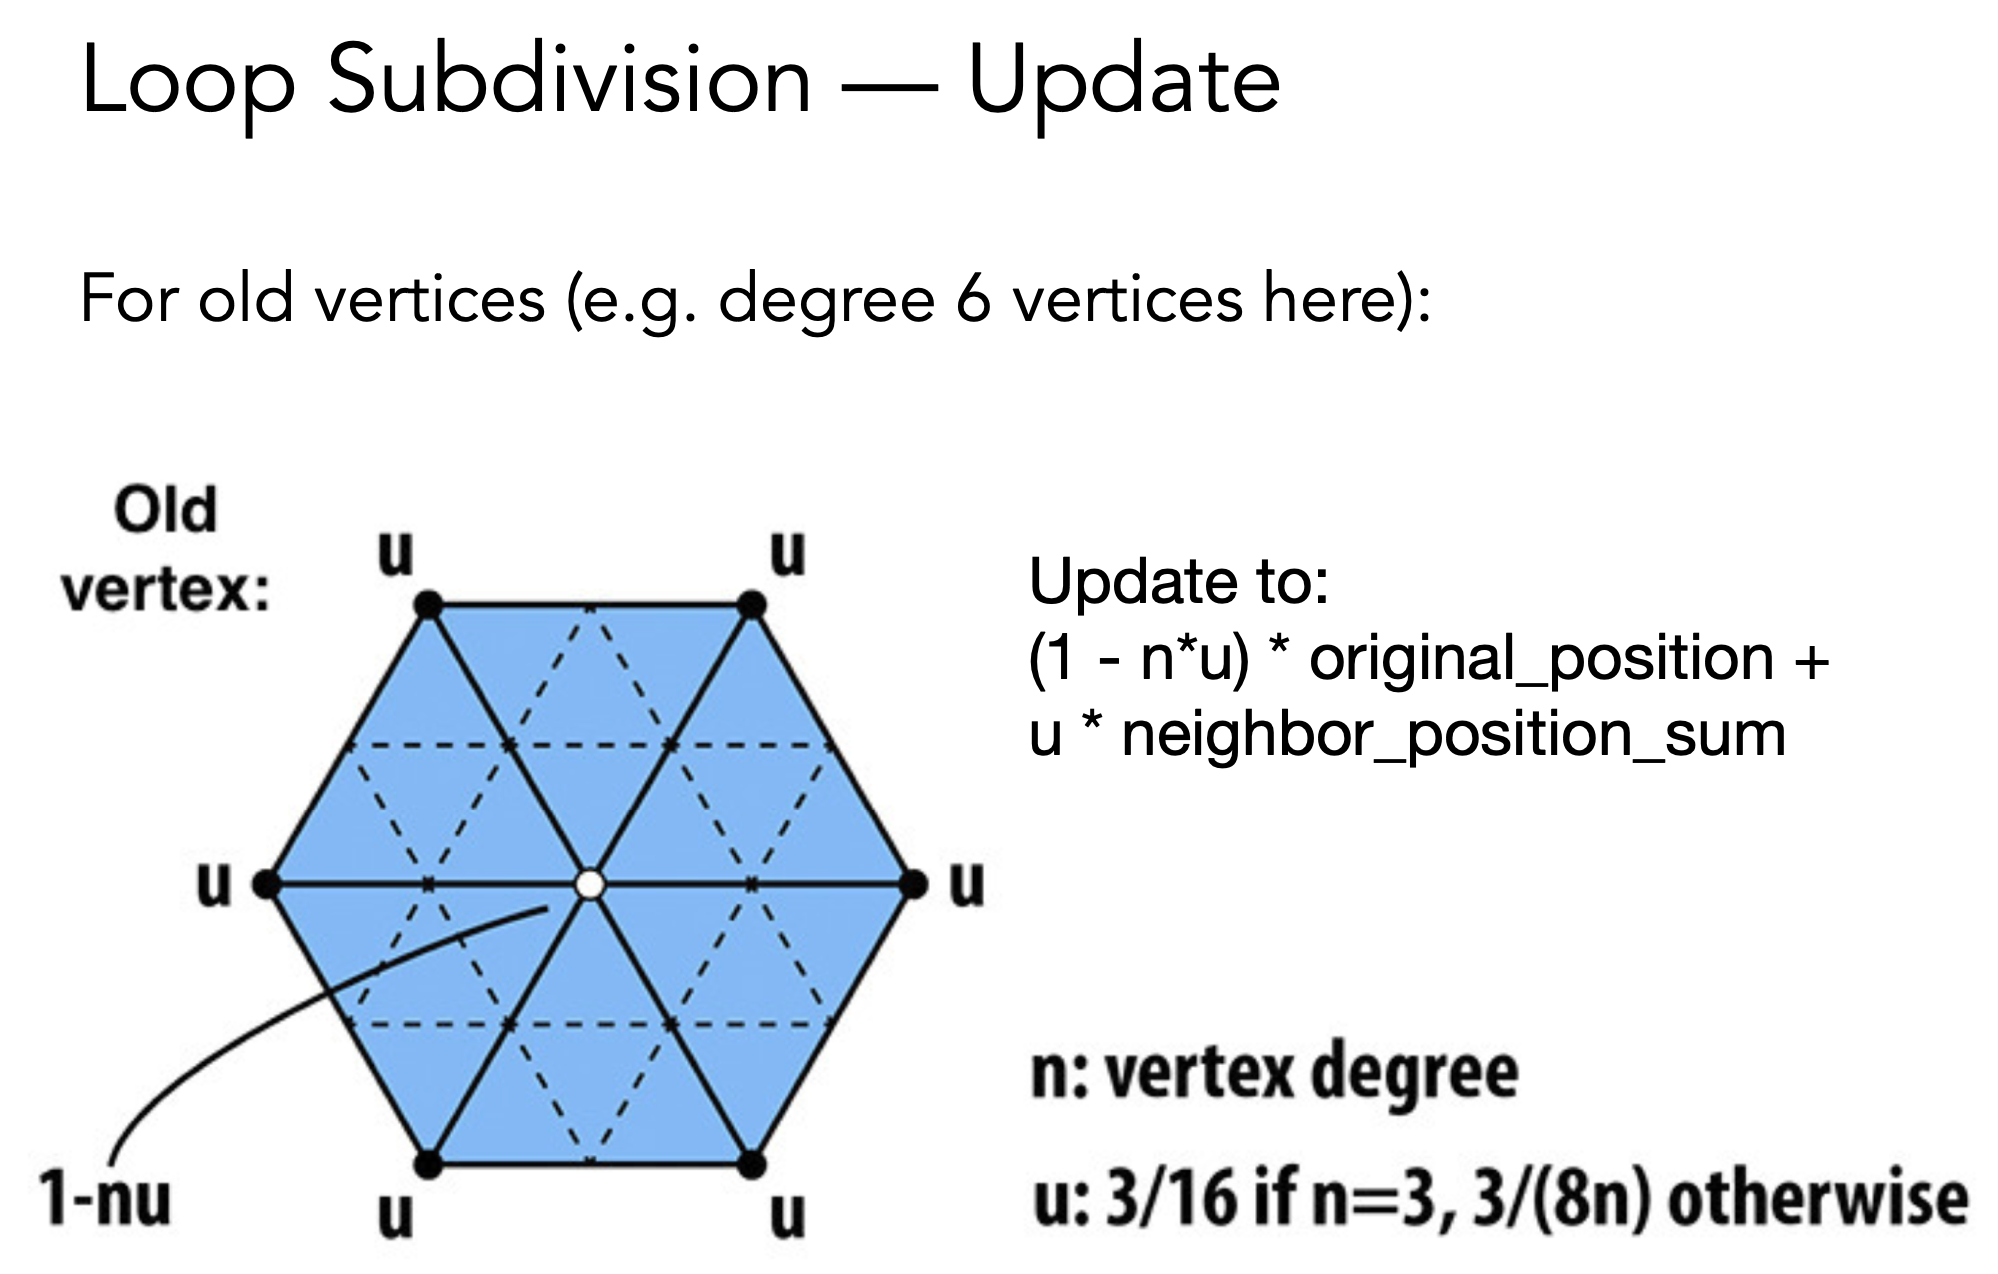 Loop Subdivision — Update
For old vertices (e.g. degree 6 vertices here):
Old
vertex:
u
u
u
u
1-nu
u
u
Update to:
(1 - n*u) * original_position +
u * neighbor_position_sum
n: vertex degree
u: 3/16 if n=3, 3/(8n) otherwise